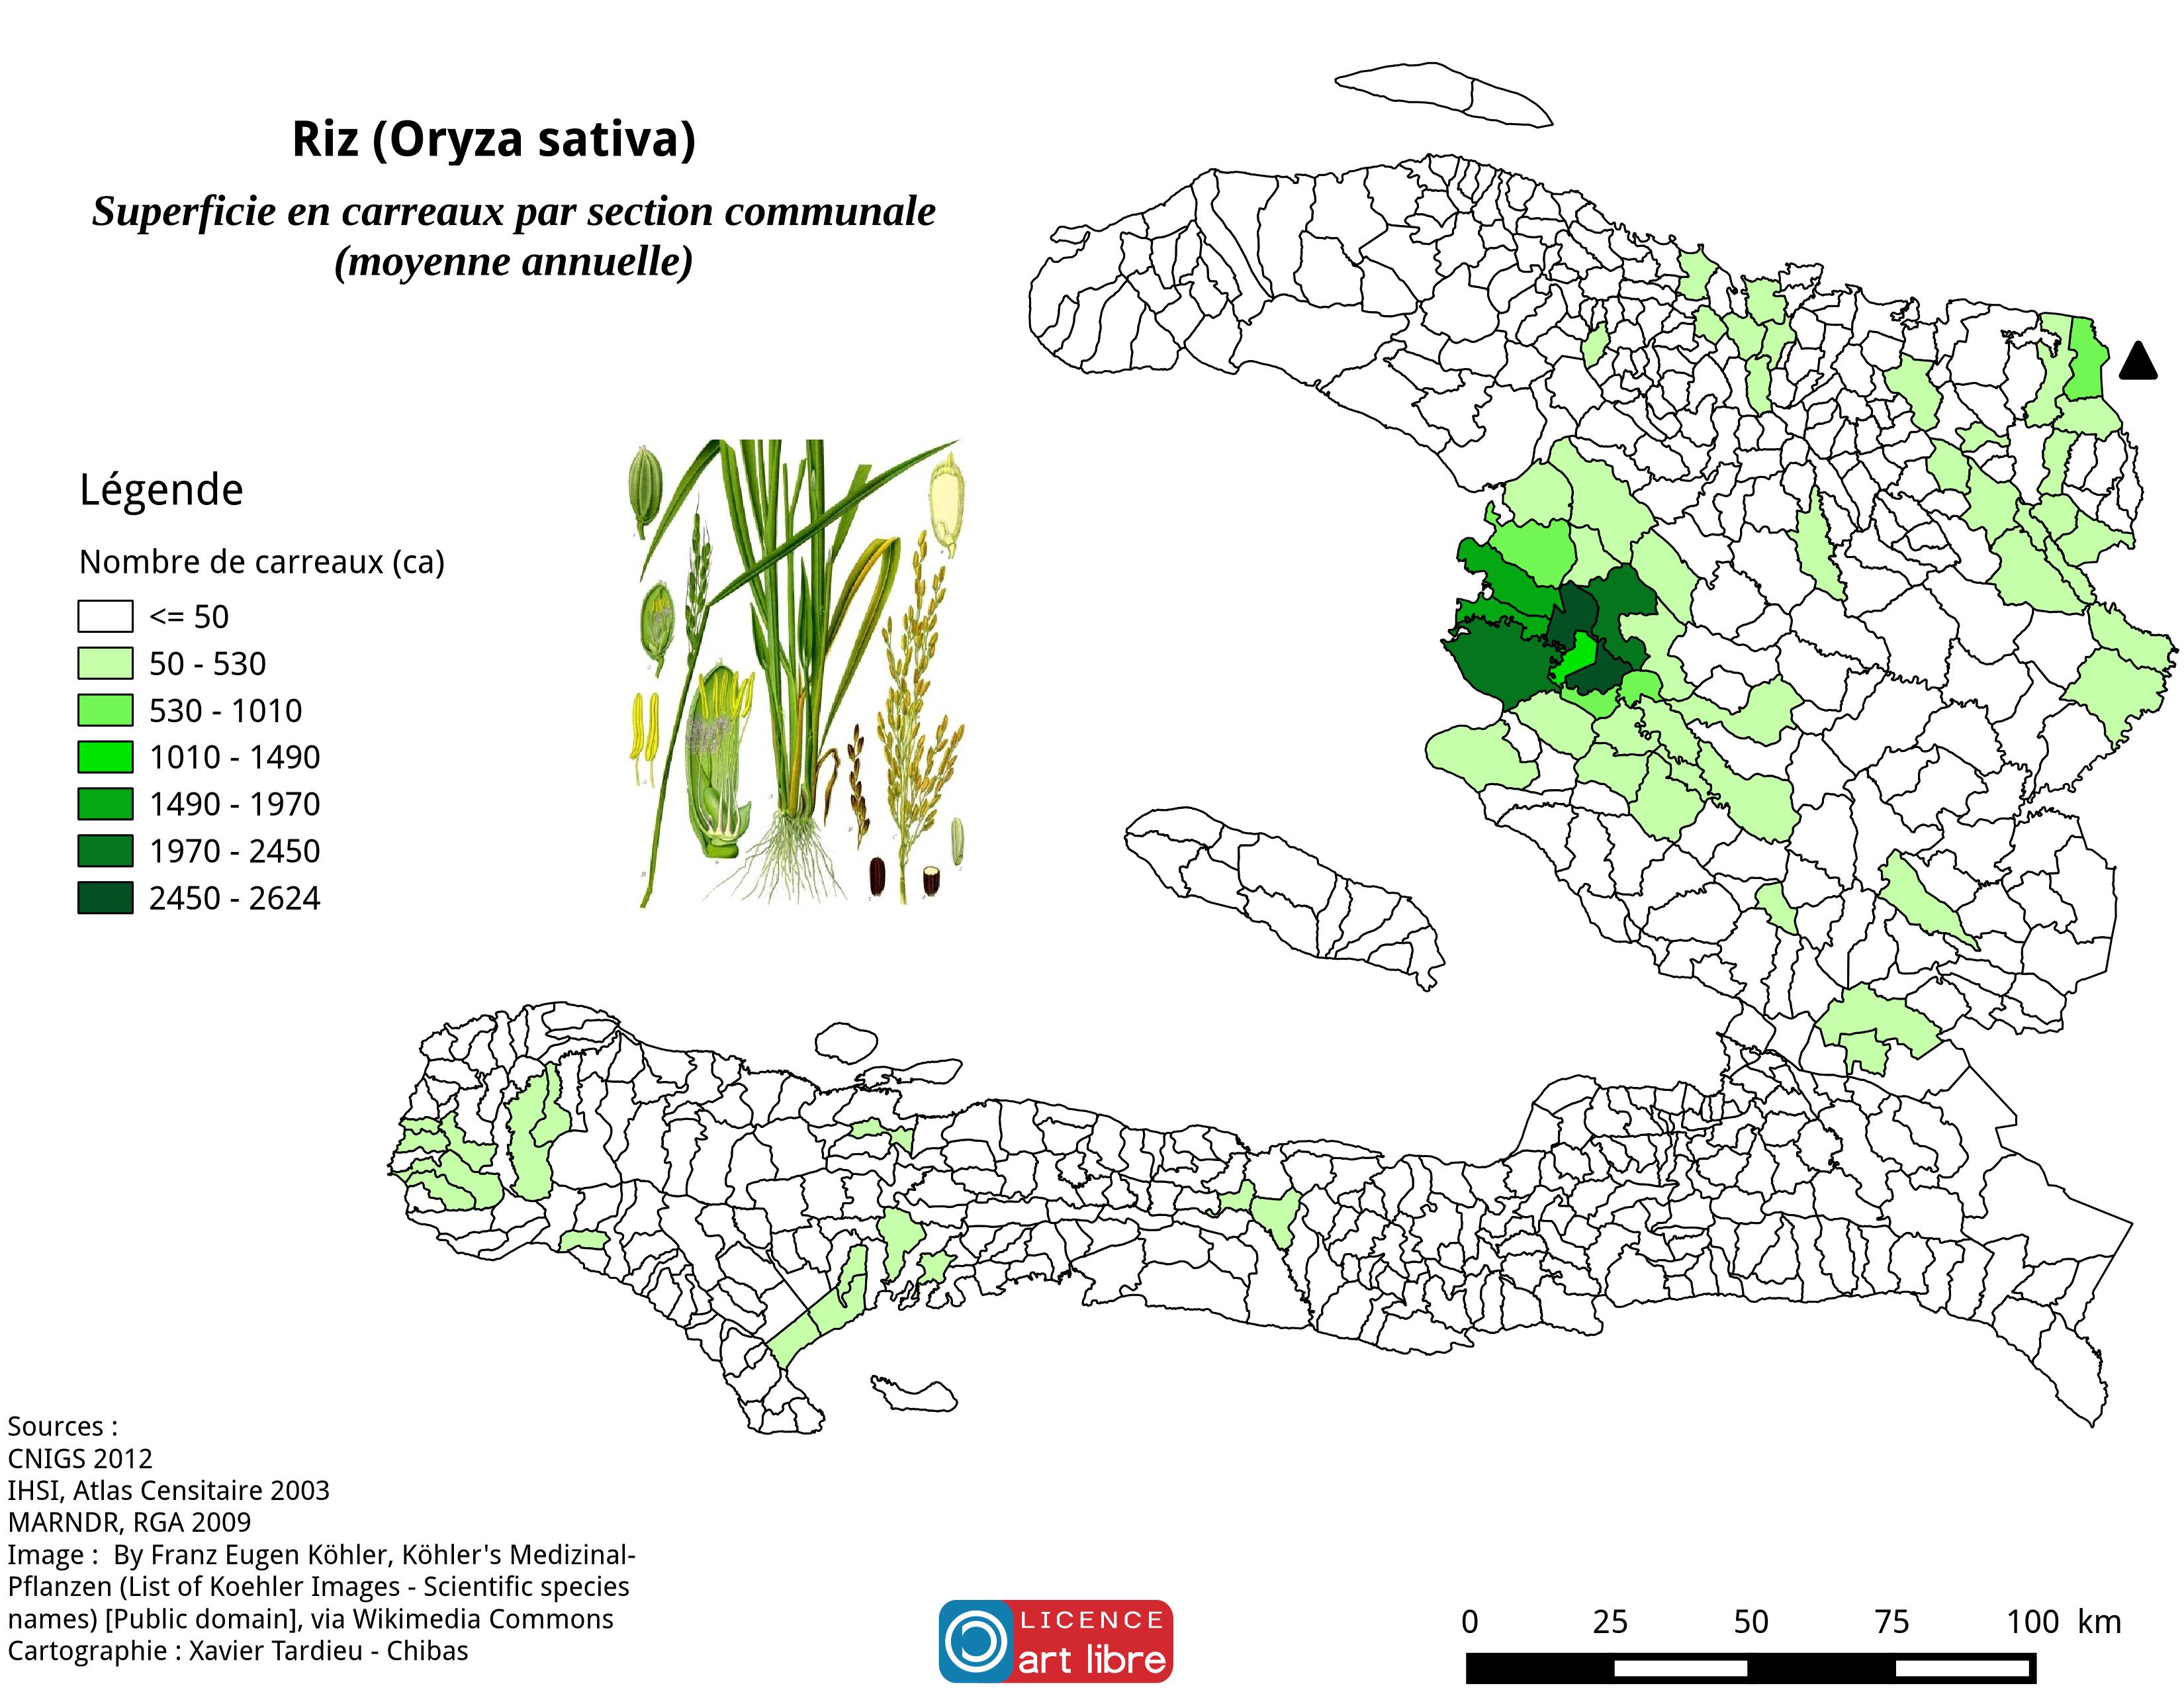 Riz (Oryza sativa)
Superficie en carreaux par section communale
(moyenne annuelle)
Légende
Nombre de carreaux (ca)
<= 50
50 - 530
530 - 1010
1010 - 1490
1490 - 1970
1970 - 2450
2450 - 2624
Sources :
CNIGS 2012
IHSI, Atlas Censitaire 2003
MARNDR, RGA 2009
Image :  By Franz Eugen Köhler, Köhler's Medizinal-
Pflanzen (List of Koehler Images - Scientific species
names) [Public domain], via Wikimedia Commons
Cartographie : Xavier Tardieu - Chibas
LICENCE
art libre
0 25 50 75 100 km